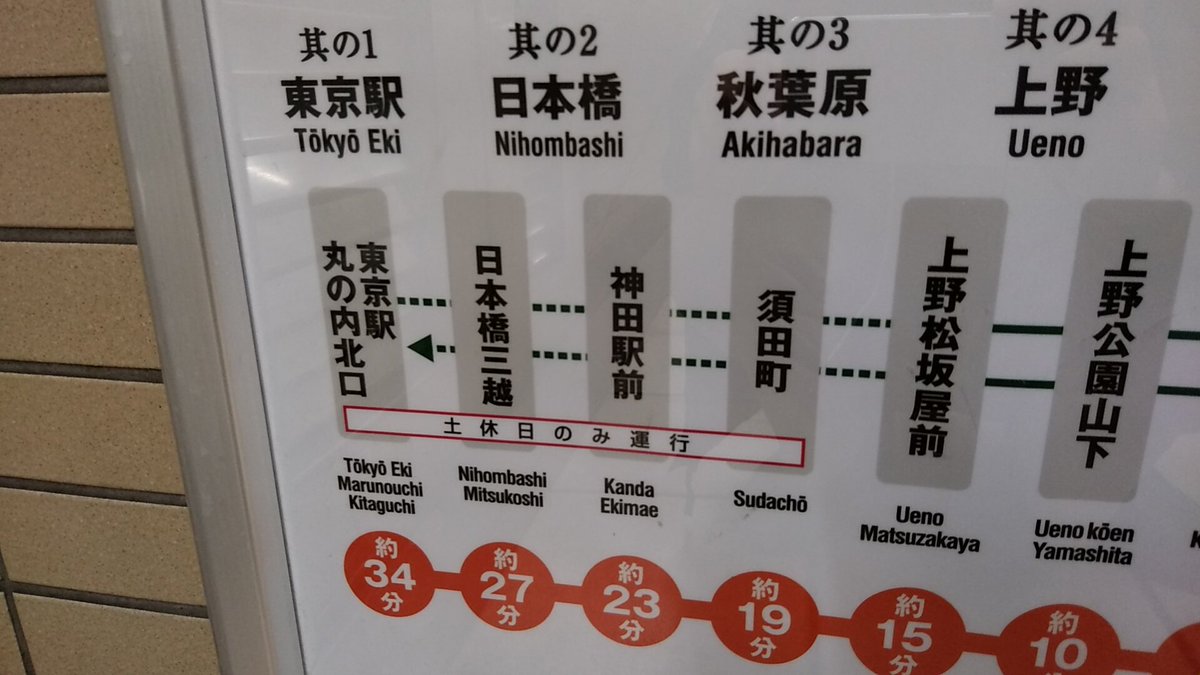 其の1
東京駅
Tōkyō Eki
其の2
日本橋
Nihombashi
其の3
秋葉原
Akihabara
其の4
上野
Ueno
東京駅
丸の内北口
日本橋三越
神田駅前
須田町
上野松坂屋前
上野公園山下
土休日のみ運行
Tōkyō Eki
Marunouchi
Kitaguchi
Nihombashi
Mitsukoshi
Kanda
Ekimae
Sudachō
Ueno
Matsuzakaya
Ueno kōen
Yamashita
K
約
34
分
約
27
分
約
23
分
約
19
分
約
15
分
約
10